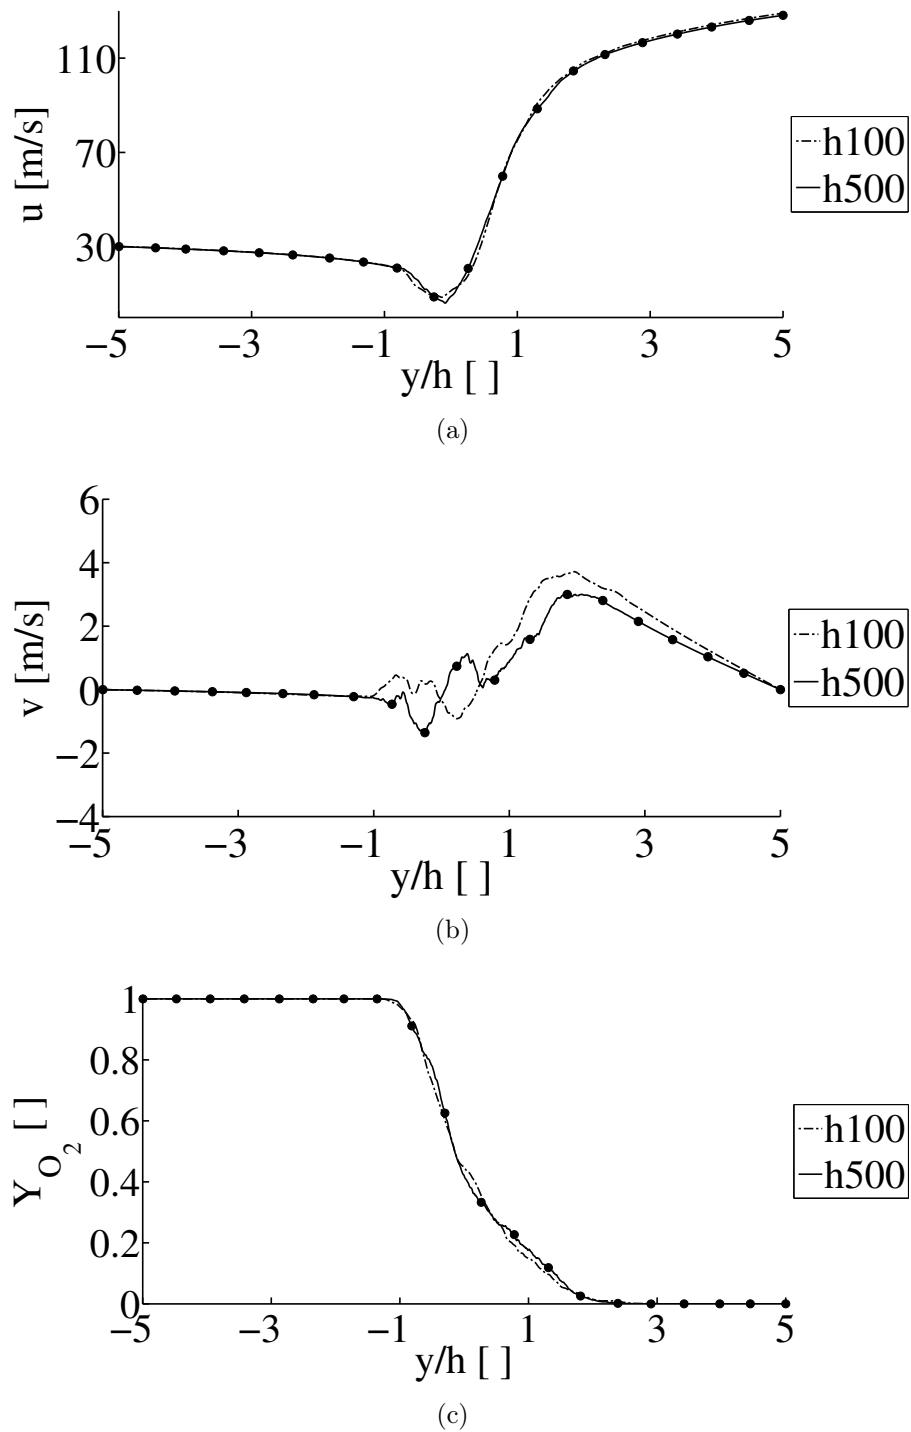 110
70
30
u [m/s]
−5 −3 −1 1 3 5
y/h [ ]
h100
h500
(a)
6
4
2
0
−2
−4
v [m/s]
−5 −3 −1 1 3 5
y/h [ ]
h100
h500
(b)
1
0.8
0.6
0.4
0.2
0
Y_{O_2} [ ]
−5 −3 −1 1 3 5
y/h [ ]
h100
h500
(c)